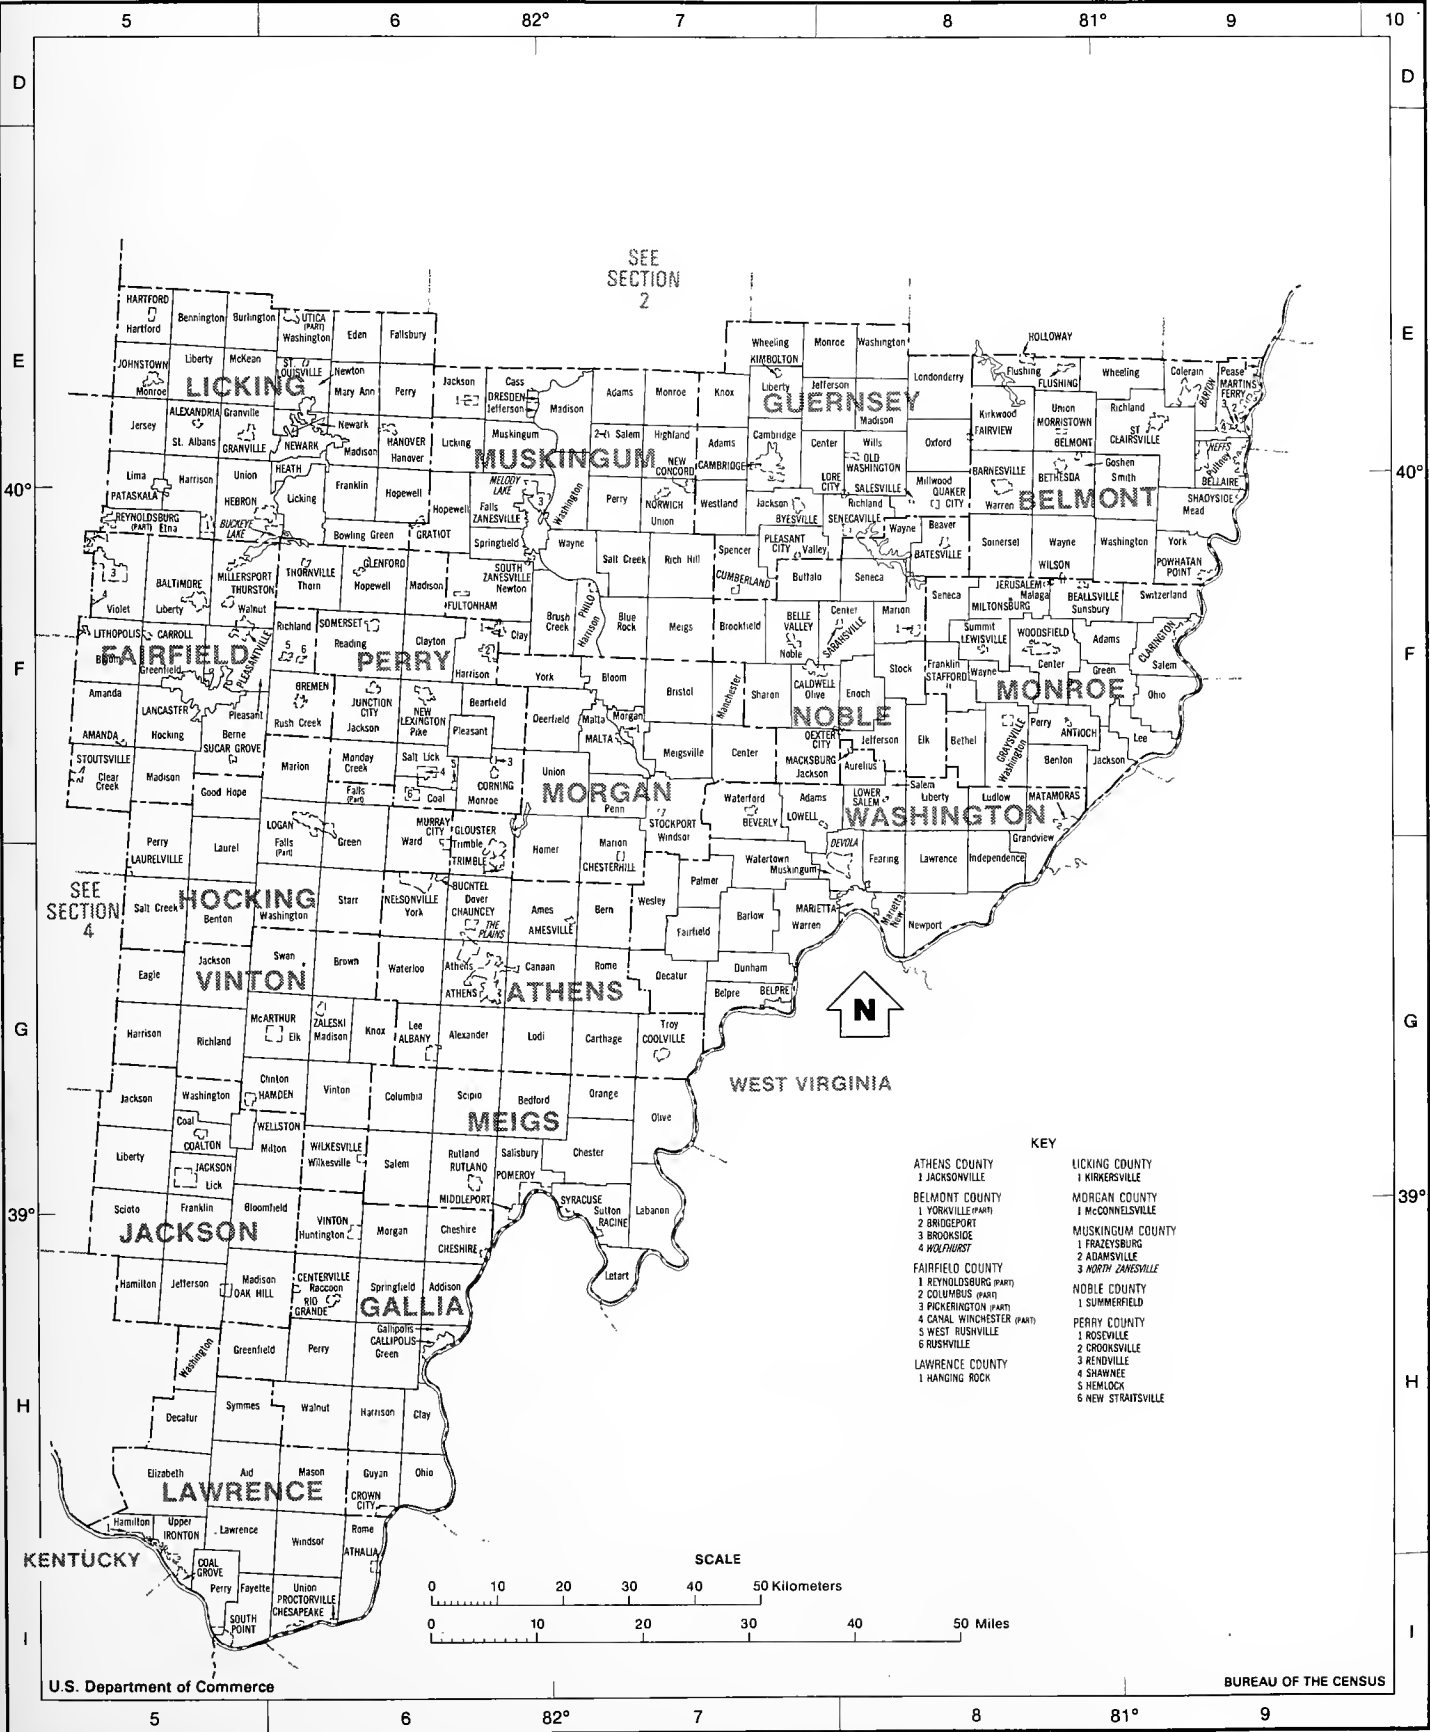 5 6 82° 7 8 81° 9 10
D D
SEE
SECTION
2
E E
HARTFORD
Hartford
Bennington
Burlington
UTICA
(PART)
Washington
Eden
Fallsbury
JOHNSTOWN
Monroe
Liberty
McKean
ST.
LOUISVILLE
Newton
Mary Ann
Perry
LICKING
Jersey
ALEXANDRIA
St. Albans
Granville
GRANVILLE
NEWARK
Newark
Madison
HANOVER
Hanover
Lima
PATASKALA
Harrison
Union
HEBRON
HEATH
Licking
Franklin
Hopewell
REYNOLDSBURG
(PART) Etna
1
BUCKEYE
LAKE
Bowling Green
GRATIOT
Jackson
1
Cass
DRESDEN
Jefferson
Madison
Adams
Monroe
Knox
Licking
Muskingum
2 Salem
Highland
NEW
CONCORD
Adams
MUSKINGUM
Hopewell
MELODY
LAKE
Falls
ZANESVILLE
3
Washington
Perry
NORWICH
Union
Westland
Springfield
Wayne
Salt Creek
Rich Hill
SOUTH
ZANESVILLE
Newton
FULTONHAM
Clay
Brush
Creek
PHILO
Harrison
Blue
Rock
Meigs
Wheeling
KIMBOLTON
Monroe
Washington
Liberty
Jefferson
Madison
Londonderry
GUERNSEY
Cambridge
CAMBRIDGE
Center
Wills
OLD
WASHINGTON
Oxford
LORE
CITY
SALESVILLE
Millwood
QUAKER
CITY
FAIRVIEW
Jackson
BYESVILLE
SENECAVILLE
Richland
Wayne
Beaver
BATESVILLE
Spencer
CUMBERLAND
PLEASANT
CITY
Valley
Buffalo
Seneca
HOLLOWAY
Flushing
FLUSHING
Wheeling
Colerain
BARTON
Pease
MARTINS
FERRY
3 2
4
Kirkwood
Union
MORRISTOWN
BELMONT
Richland
ST
CLAIRSVILLE
NEFFS
Pultney
BELLAIRE
BARNESVILLE
Warren
BETHESDA
Goshen
Smith
SHADYSIDE
Mead
BELMONT
Somerset
Wayne
Washington
York
POWHATAN
POINT
WILSON
40° 40°
3
4
Violet
BALTIMORE
Liberty
MILLERSPORT
THURSTON
Walnut
LITHOPOLIS
CARROLL
PLEASANTVILLE
Richland
5 6
FAIRFIELD
Bloom
Greenfield
Amanda
LANCASTER
Pleasant
BREMEN
Rush Creek
AMANDA
Hocking
Berne
SUGAR GROVE
STOUTSVILLE
Clear
Creek
Madison
THORNVILLE
Thorn
GLENFORD
Hopewell
Madison
SOMERSET
Reading
Clayton
1
2
Harrison
PERRY
JUNCTION
CITY
Jackson
NEW
LEXINGTON
Pike
Bearfield
Pleasant
Monday
Creek
Salt Lick
4
5
3
CORNING
Monroe
6
Coal
F F
York
Bloom
Bristol
Manchester
Deerfield
Malta
Morgan
1
MALTA
Meigsville
Center
Union
MORGAN
Penn
STOCKPORT
Windsor
Homer
Marion
CHESTERHILL
Brookfield
BELLE
VALLEY
Noble
Center
SARAHSVILLE
Marion
1
Sharon
CALDWELL
Olive
Enoch
Stock
NOBLE
DEXTER
CITY
Jefferson
Elk
MACKSBURG
Jackson
Aurelius
Seneca
JERUSALEM
Malaga
BEALLSVILLE
Sunsbury
Switzerland
MILTONSBURG
Summit
LEWISVILLE
WOODSFIELD
Center
Adams
CLARINGTON
Salem
Franklin
STAFFORD
Wayne
Green
MONROE
Ohio
Bethel
GRAYSVILLE
Washington
Perry
ANTIOCH
Lee
Benton
Jackson
Waterford
BEVERLY
Adams
LOWELL
LOWER
SALEM
Salem
Liberty
Ludlow
MATAMORAS
WASHINGTON
Grandview
DEVOLA
Watertown
Muskingum
Fearing
Lawrence
Independence
Palmer
Wesley
Barlow
MARIETTA
Warren
Marietta
Newport
Fairfield
Decatur
Dunham
Belpre
BELPRE
Good Hope
Marion
Falls
(Part)
Perry
LAURELVILLE
Laurel
LOGAN
Falls
(Part)
Green
Ward
MURRAY
CITY
SEE
SECTION
4
HOCKING
Salt Creek
Benton
Washington
Starr
GLOUSTER
Trimble
TRIMBLE
1
NELSONVILLE
York
BUCHTEL
Dover
CHAUNCEY
THE
PLAINS
Ames
AMESVILLE
Bern
Waterloo
Athens
ATHENS
Canaan
Rome
ATHENS
Lee
ALBANY
Alexander
Lodi
Carthage
Troy
COOLVILLE
Eagle
Jackson
Swan
Brown
VINTON
G G
Harrison
Richland
McARTHUR
Elk
ZALESKI
Madison
Knox
Clinton
HAMDEN
Vinton
WILKESVILLE
Wilkesville
N
WEST VIRGINIA
Columbia
Scipio
Bedford
Orange
Olive
MEIGS
Salem
Rutland
RUTLAND
Salisbury
POMEROY
Chester
MIDDLEPORT
SYRACUSE
Sutton
RACINE
Lebanon
Letart
Jackson
Washington
Coal
COALTON
WELLSTON
Milton
Liberty
JACKSON
Lick
Scioto
Franklin
Bloomfield
JACKSON
39° 39°
Hamilton
Jefferson
Madison
OAK HILL
VINTON
Huntington
Morgan
Cheshire
CHESHIRE
CENTERVILLE
Raccoon
RIO
GRANDE
Springfield
Addison
GALLIA
Gallipolis
GALLIPOLIS
Green
Washington
Greenfield
Perry
H H
Decatur
Symmes
Walnut
Harrison
Clay
Elizabeth
Aid
Mason
Guyan
Ohio
LAWRENCE
CROWN
CITY
Hamilton
1
Upper
IRONTON
Lawrence
Windsor
Rome
ATHALIA
KENTUCKY
COAL
GROVE
Perry
Fayette
Union
PROCTORVILLE
CHESAPEAKE
SOUTH
POINT
I I
KEY
ATHENS COUNTY
1 JACKSONVILLE
BELMONT COUNTY
1 YORKVILLE (PART)
2 BRIDGEPORT
3 BROOKSIDE
4 WOLFHURST
FAIRFIELD COUNTY
1 REYNOLDSBURG (PART)
2 COLUMBUS (PART)
3 PICKERINGTON (PART)
4 CANAL WINCHESTER (PART)
5 WEST RUSHVILLE
6 RUSHVILLE
LAWRENCE COUNTY
1 HANGING ROCK
LICKING COUNTY
1 KIRKERSVILLE
MORGAN COUNTY
1 McCONNELSVILLE
MUSKINGUM COUNTY
1 FRAZEYSBURG
2 ADAMSVILLE
3 NORTH ZANESVILLE
NOBLE COUNTY
1 SUMMERFIELD
PERRY COUNTY
1 ROSEVILLE
2 CROOKSVILLE
3 RENDVILLE
4 SHAWNEE
5 HEMLOCK
6 NEW STRAITSVILLE
SCALE
0 10 20 30 40 50 Kilometers
0 10 20 30 40 50 Miles
U.S. Department of Commerce
BUREAU OF THE CENSUS
5 6 82° 7 8 81° 9